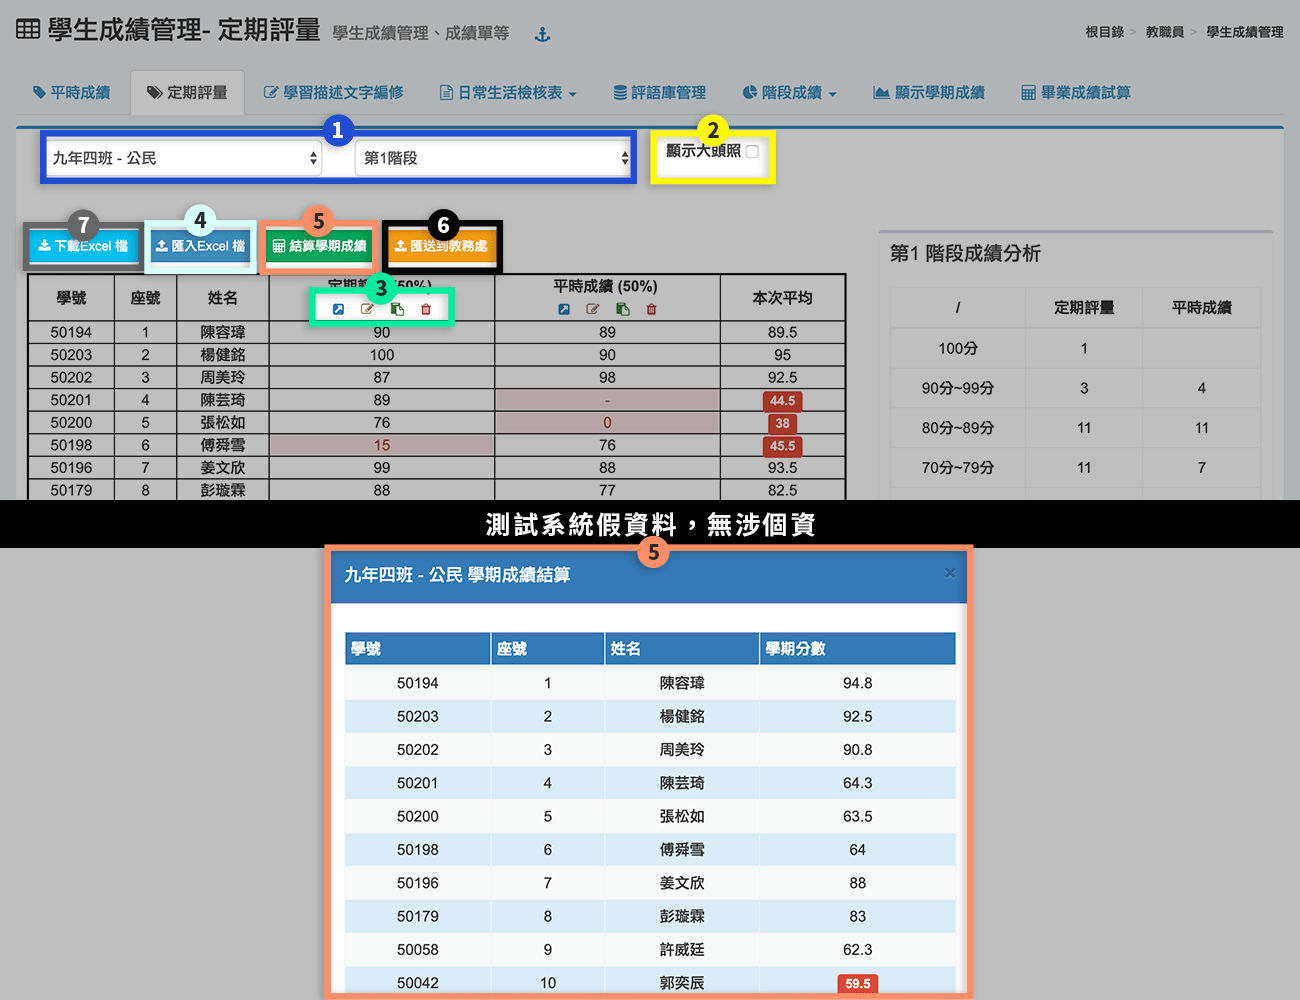 學生成績管理- 定期評量 學生成績管理、成績單等
根目錄 > 教職員 > 學生成績管理
平時成績 定期評量 學習描述文字編修 日常生活檢核表 評語庫管理 階段成績 顯示學期成績 畢業成績試算
1 2
九年四班 - 公民 第1階段 顯示大頭照
7 4 5 6
下載Excel 檔 匯入Excel 檔 結算學期成績 匯送到教務處
3
學號 座號 姓名 定期評量 (50%) 平時成績 (50%) 本次平均
50194 1 陳容瑋 90 89 89.5
50203 2 楊健銘 100 90 95
50202 3 周美玲 87 98 92.5
50201 4 陳芸琦 89 - 44.5
50200 5 張松如 76 0 38
50198 6 傅舜雪 15 76 45.5
50196 7 姜文欣 99 88 93.5
50179 8 彭璇霖 88 77 82.5
第1 階段成績分析
/ 定期評量 平時成績
100分 1
90分~99分 3 4
80分~89分 11 11
70分~79分 11 7
測試系統假資料，無涉個資
5
九年四班 - 公民 學期成績結算 ×
學號 座號 姓名 學期分數
50194 1 陳容瑋 94.8
50203 2 楊健銘 92.5
50202 3 周美玲 90.8
50201 4 陳芸琦 64.3
50200 5 張松如 63.5
50198 6 傅舜雪 64
50196 7 姜文欣 88
50179 8 彭璇霖 83
50058 9 許威廷 62.3
50042 10 郭奕辰 59.5